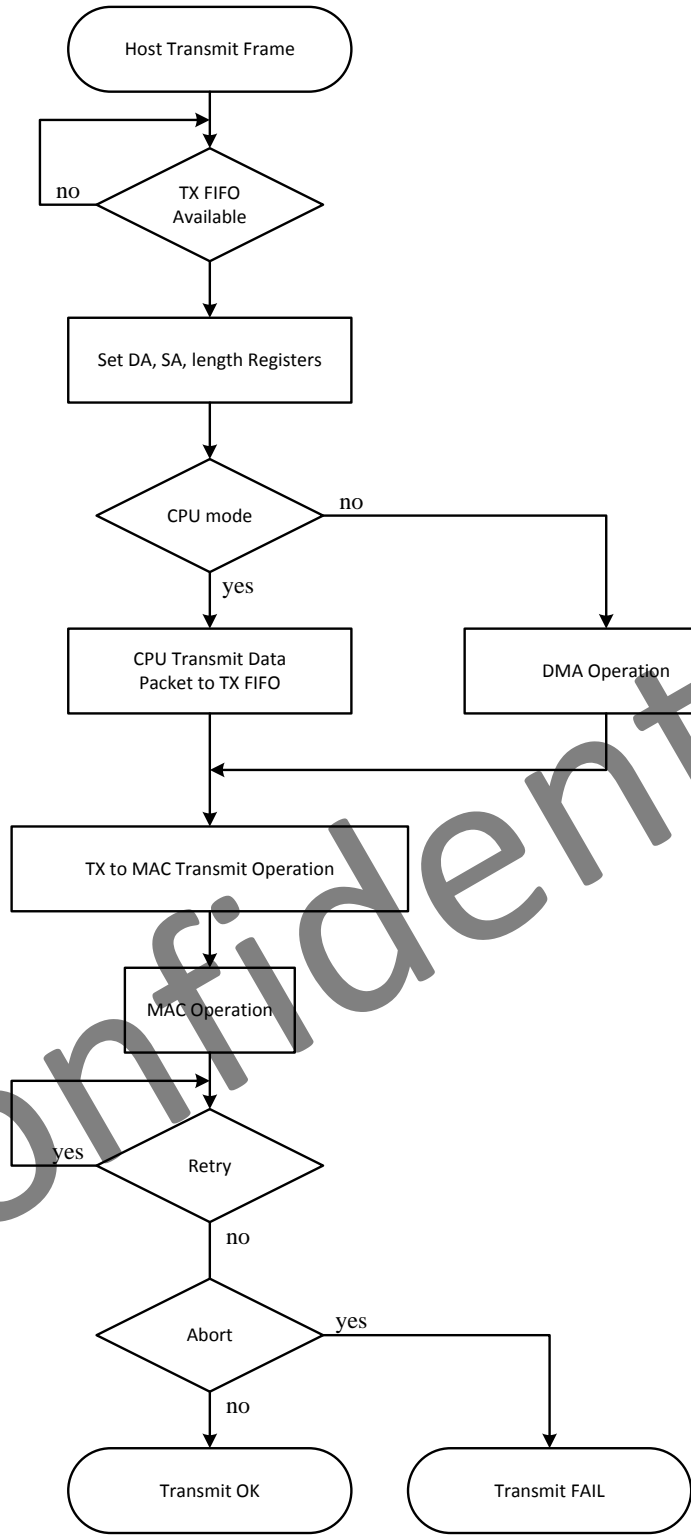 Host Transmit Frame
no
TX FIFO
Available
Set DA, SA, length Registers
CPU mode
no
yes
CPU Transmit Data
Packet to TX FIFO
DMA Operation
TX to MAC Transmit Operation
MAC Operation
yes
Retry
no
Abort
yes
no
Transmit OK
Transmit FAIL
onfident